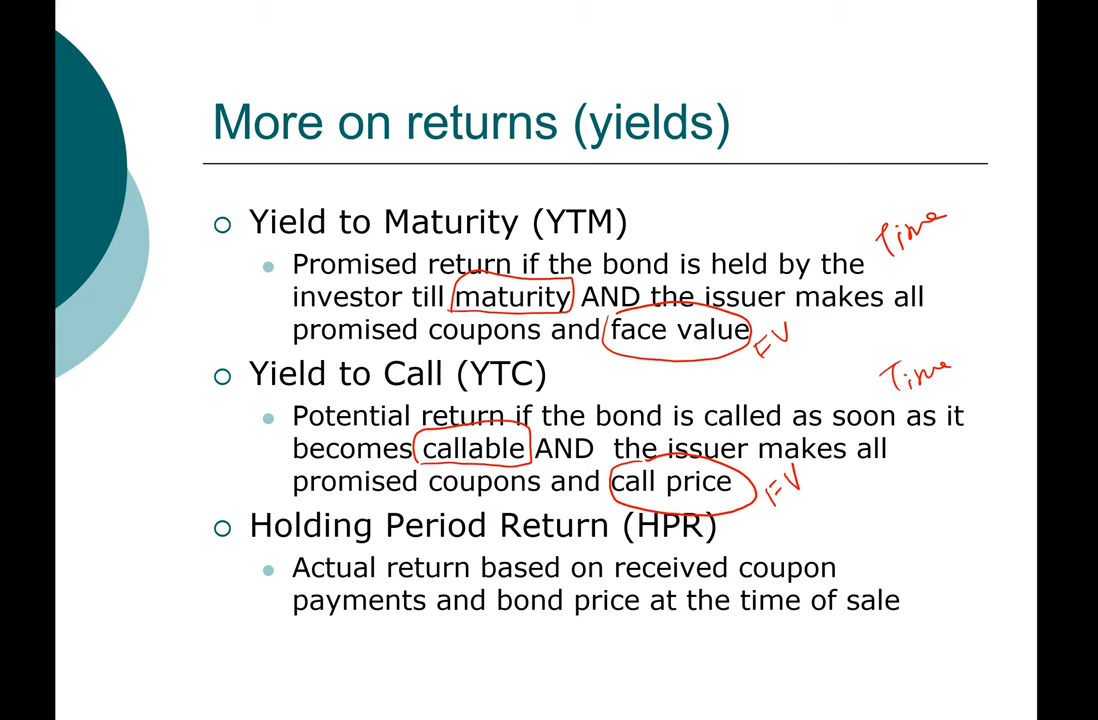 More on returns (yields)
Yield to Maturity (YTM)
Time
Promised return if the bond is held by the
investor till maturity AND the issuer makes all
promised coupons and face value
FV
Yield to Call (YTC)
Time
Potential return if the bond is called as soon as it
becomes callable AND the issuer makes all
promised coupons and call price
FV
Holding Period Return (HPR)
Actual return based on received coupon
payments and bond price at the time of sale